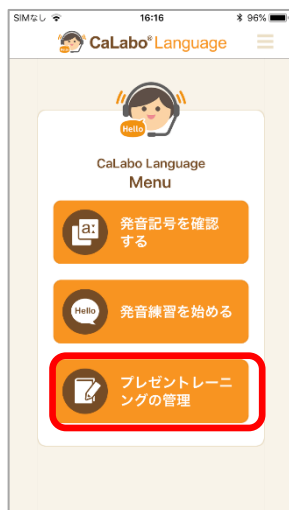 SIMなし 16:16 96%
CaLabo® Language
Hello
CaLabo Language
Menu
a:
発音記号を確認
する
Hello
発音練習を始める
プレゼントレーニ
ングの管理